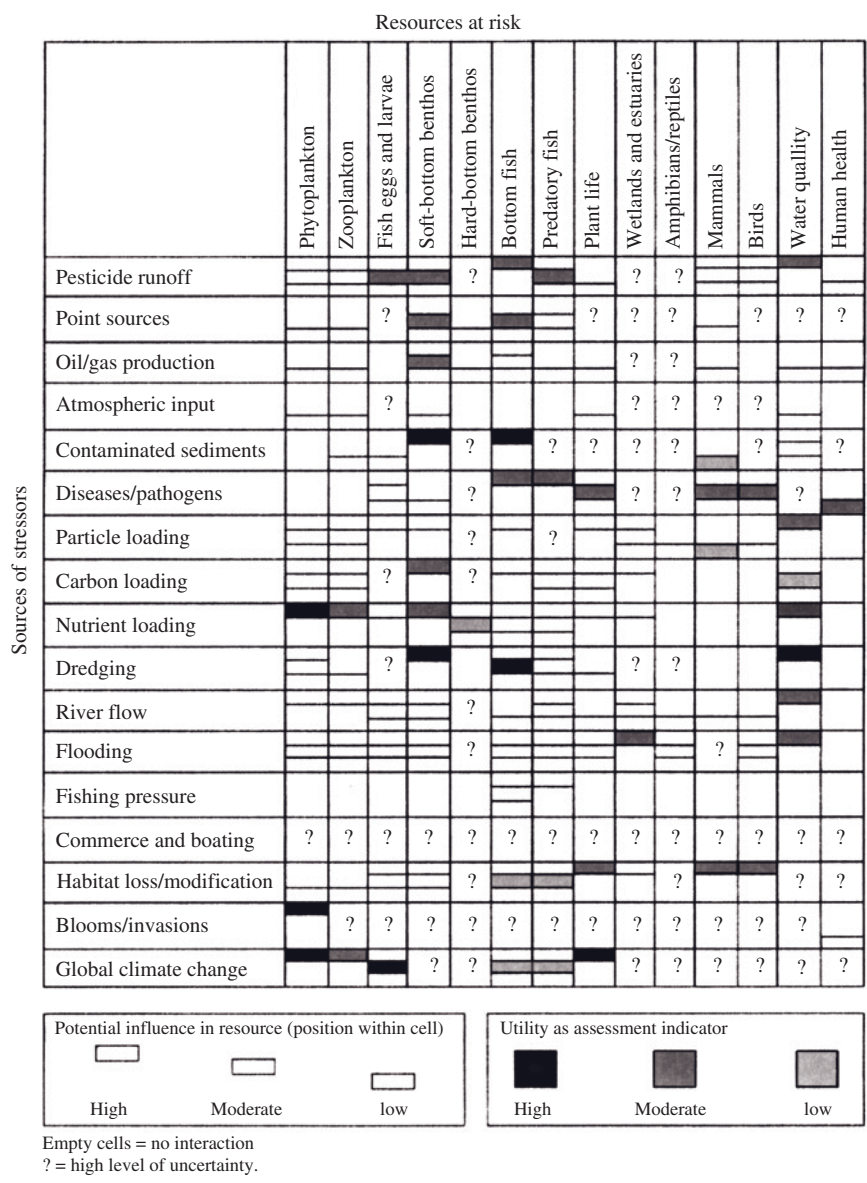 Resources at risk
Phytoplankton
Zooplankton
Fish eggs and larvae
Soft-bottom benthos
Hard-bottom benthos
Bottom fish
Predatory fish
Plant life
Wetlands and estuaries
Amphibians/reptiles
Mammals
Birds
Water quallity
Human health
Sources of stressors
Pesticide runoff ? ? ?
Point sources ? ? ? ? ? ? ?
Oil/gas production ? ?
Atmospheric input ? ? ? ? ?
Contaminated sediments ? ? ? ? ? ? ?
Diseases/pathogens ? ? ? ?
Particle loading ? ?
Carbon loading ? ?
Nutrient loading
Dredging ? ? ?
River flow ?
Flooding ? ?
Fishing pressure
Commerce and boating ? ? ? ? ? ? ? ? ? ? ? ? ? ?
Habitat loss/modification ? ? ? ?
Blooms/invasions ? ? ? ? ? ? ? ? ? ? ? ?
Global climate change ? ? ? ? ? ? ? ?
Potential influence in resource (position within cell)
High Moderate low
Utility as assessment indicator
High Moderate low
Empty cells = no interaction
? = high level of uncertainty.